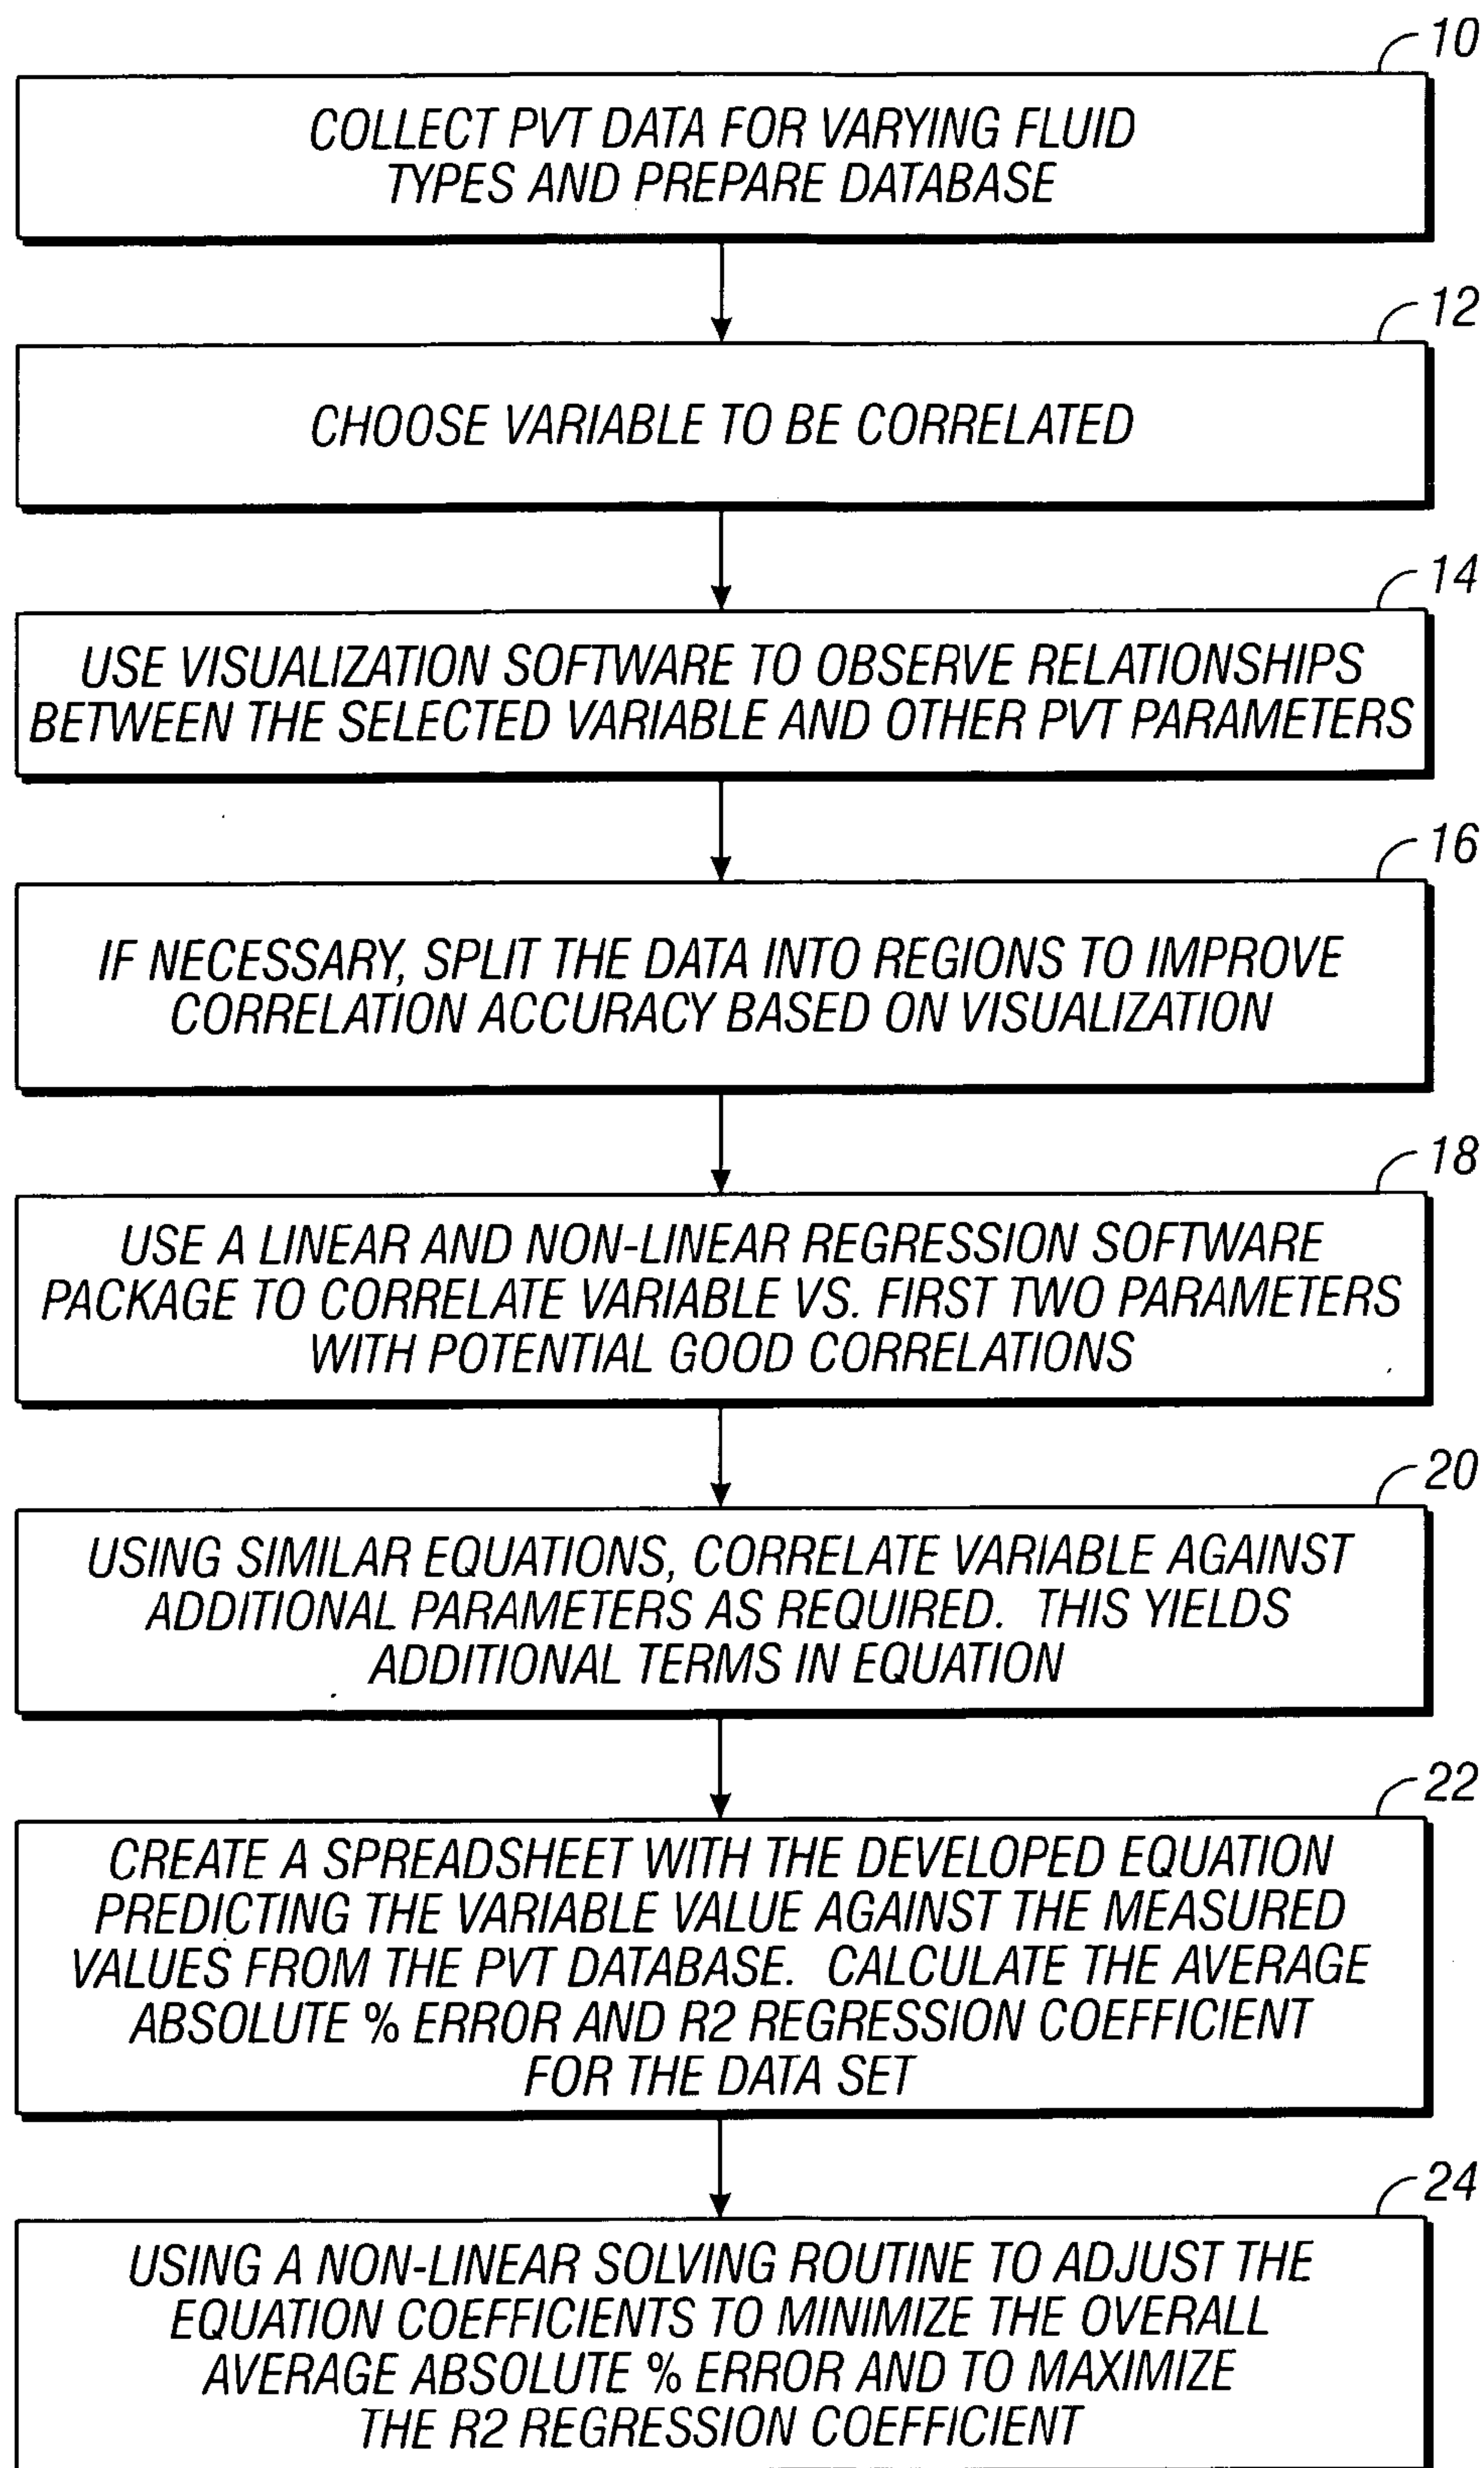 10
COLLECT PVT DATA FOR VARYING FLUID
TYPES AND PREPARE DATABASE
12
CHOOSE VARIABLE TO BE CORRELATED
14
USE VISUALIZATION SOFTWARE TO OBSERVE RELATIONSHIPS
BETWEEN THE SELECTED VARIABLE AND OTHER PVT PARAMETERS
16
IF NECESSARY, SPLIT THE DATA INTO REGIONS TO IMPROVE
CORRELATION ACCURACY BASED ON VISUALIZATION
18
USE A LINEAR AND NON-LINEAR REGRESSION SOFTWARE
PACKAGE TO CORRELATE VARIABLE VS. FIRST TWO PARAMETERS
WITH POTENTIAL GOOD CORRELATIONS
20
USING SIMILAR EQUATIONS, CORRELATE VARIABLE AGAINST
ADDITIONAL PARAMETERS AS REQUIRED. THIS YIELDS
ADDITIONAL TERMS IN EQUATION
22
CREATE A SPREADSHEET WITH THE DEVELOPED EQUATION
PREDICTING THE VARIABLE VALUE AGAINST THE MEASURED
VALUES FROM THE PVT DATABASE. CALCULATE THE AVERAGE
ABSOLUTE % ERROR AND R2 REGRESSION COEFFICIENT
FOR THE DATA SET
24
USING A NON-LINEAR SOLVING ROUTINE TO ADJUST THE
EQUATION COEFFICIENTS TO MINIMIZE THE OVERALL
AVERAGE ABSOLUTE % ERROR AND TO MAXIMIZE
THE R2 REGRESSION COEFFICIENT